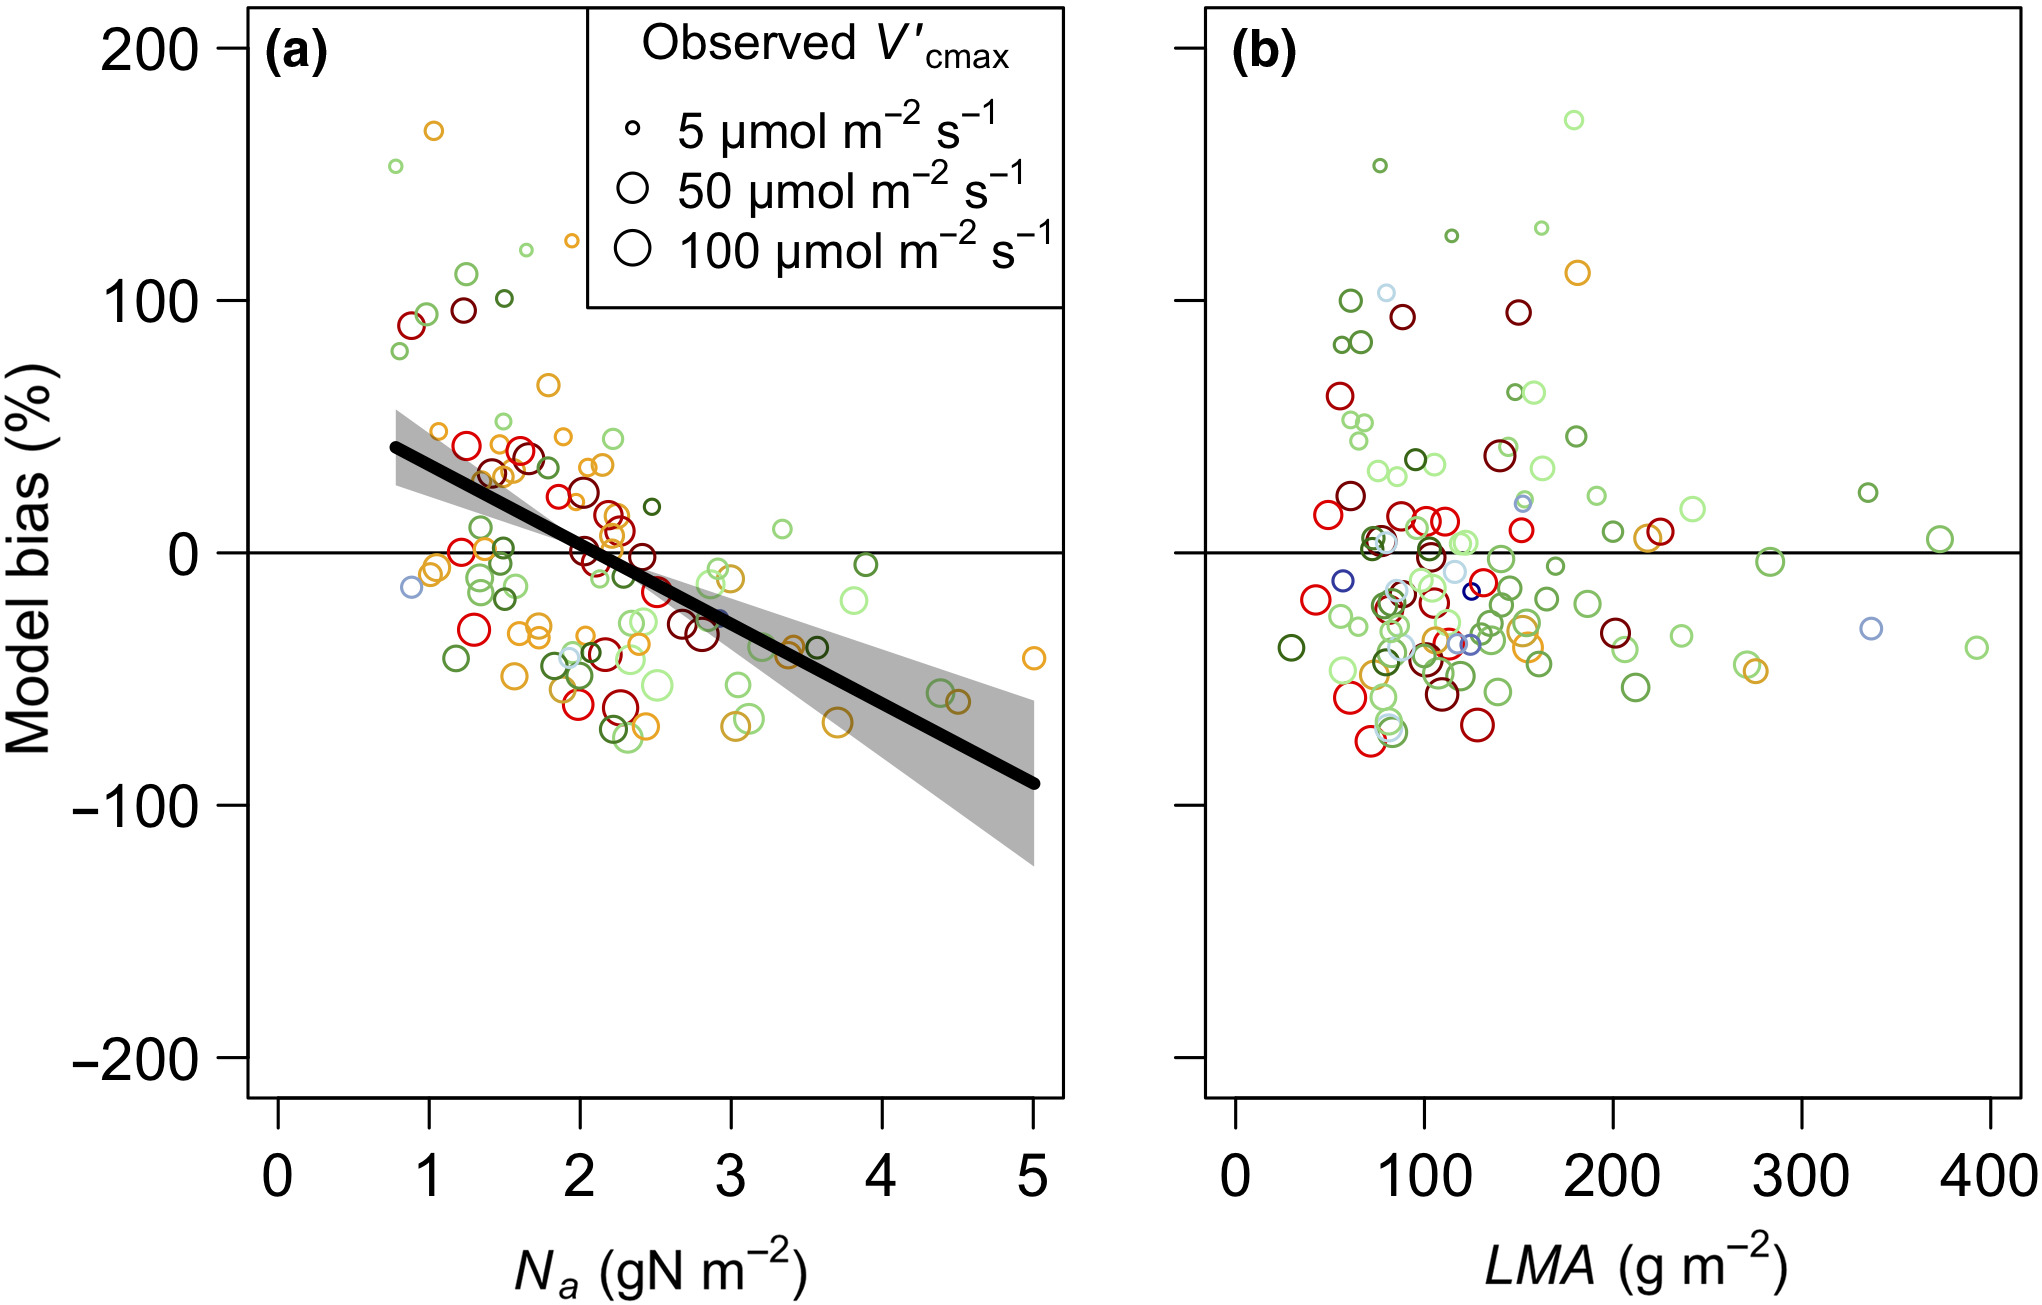 (a)
Observed V′cmax
5 µmol m−2 s−1
50 µmol m−2 s−1
100 µmol m−2 s−1
200
100
0
−100
−200
Model bias (%)
0 1 2 3 4 5
Na (gN m−2)
(b)
0 100 200 300 400
LMA (g m−2)